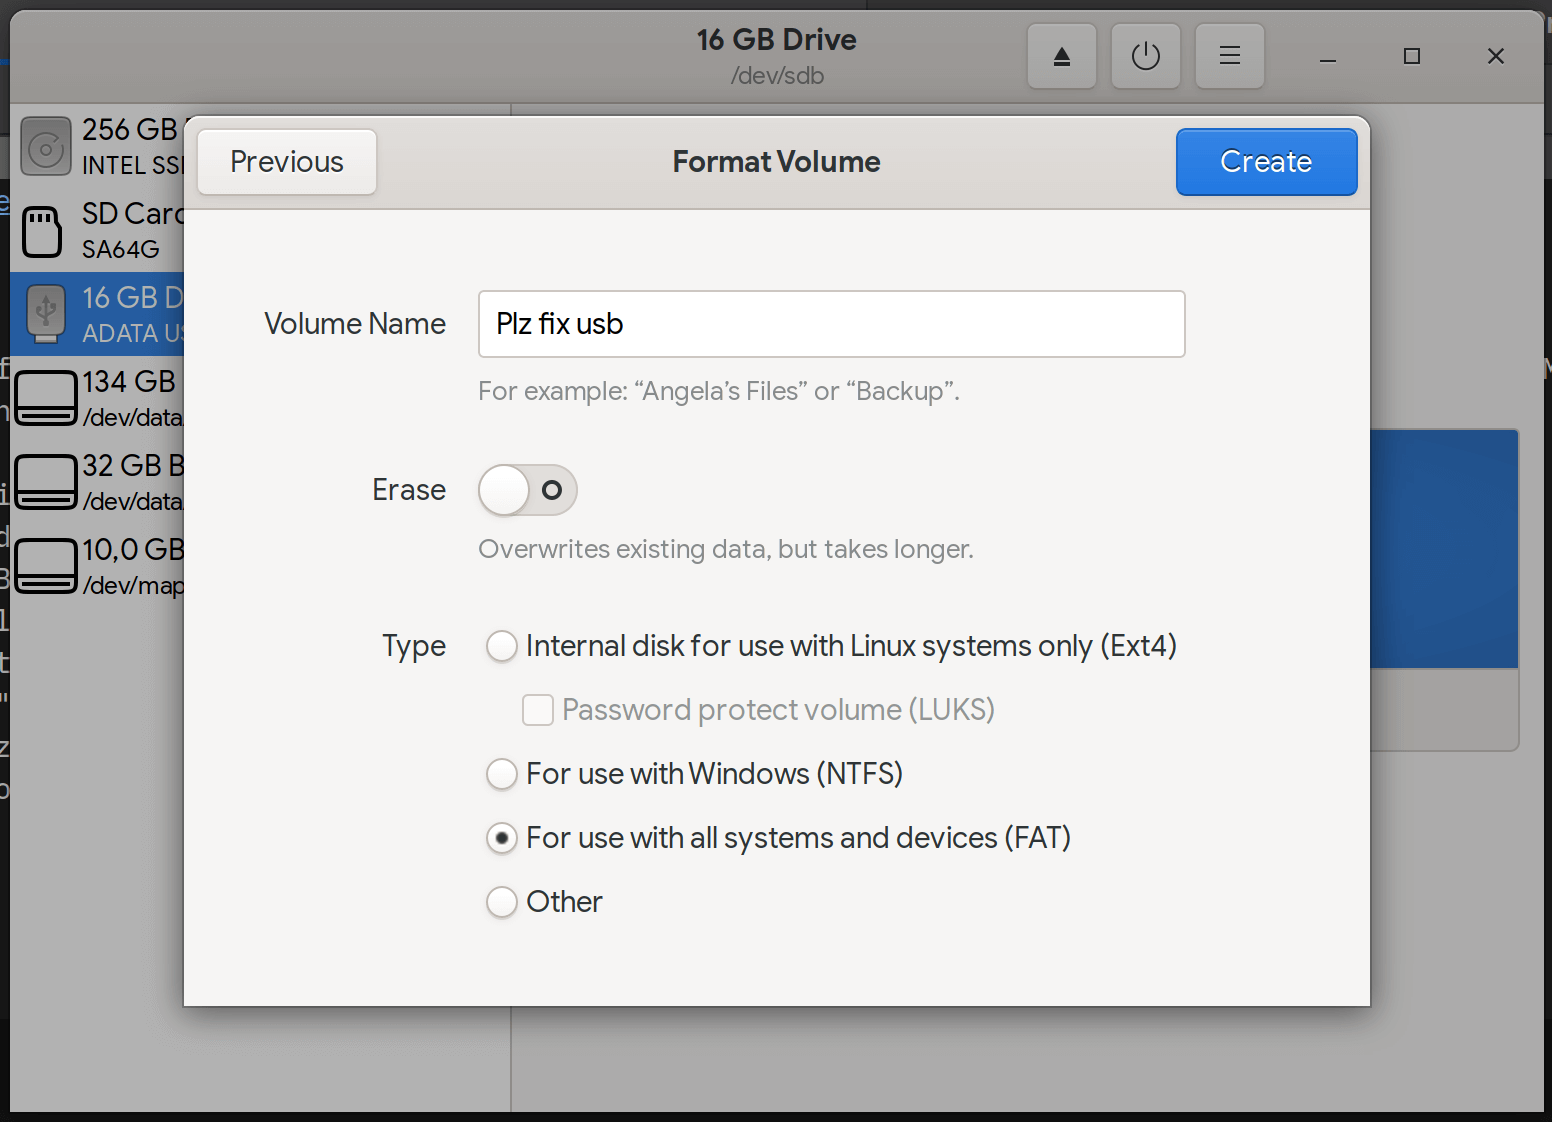 16 GB Drive
/dev/sdb
256 GB
INTEL SS
SD Card
SA64G
16 GB D
ADATA US
134 GB
/dev/data
32 GB B
/dev/data
10,0 GB
/dev/map
Previous
Format Volume
Create
Volume Name
Plz fix usb
For example: “Angela’s Files” or “Backup”.
Erase
Overwrites existing data, but takes longer.
Type
Internal disk for use with Linux systems only (Ext4)
Password protect volume (LUKS)
For use with Windows (NTFS)
For use with all systems and devices (FAT)
Other